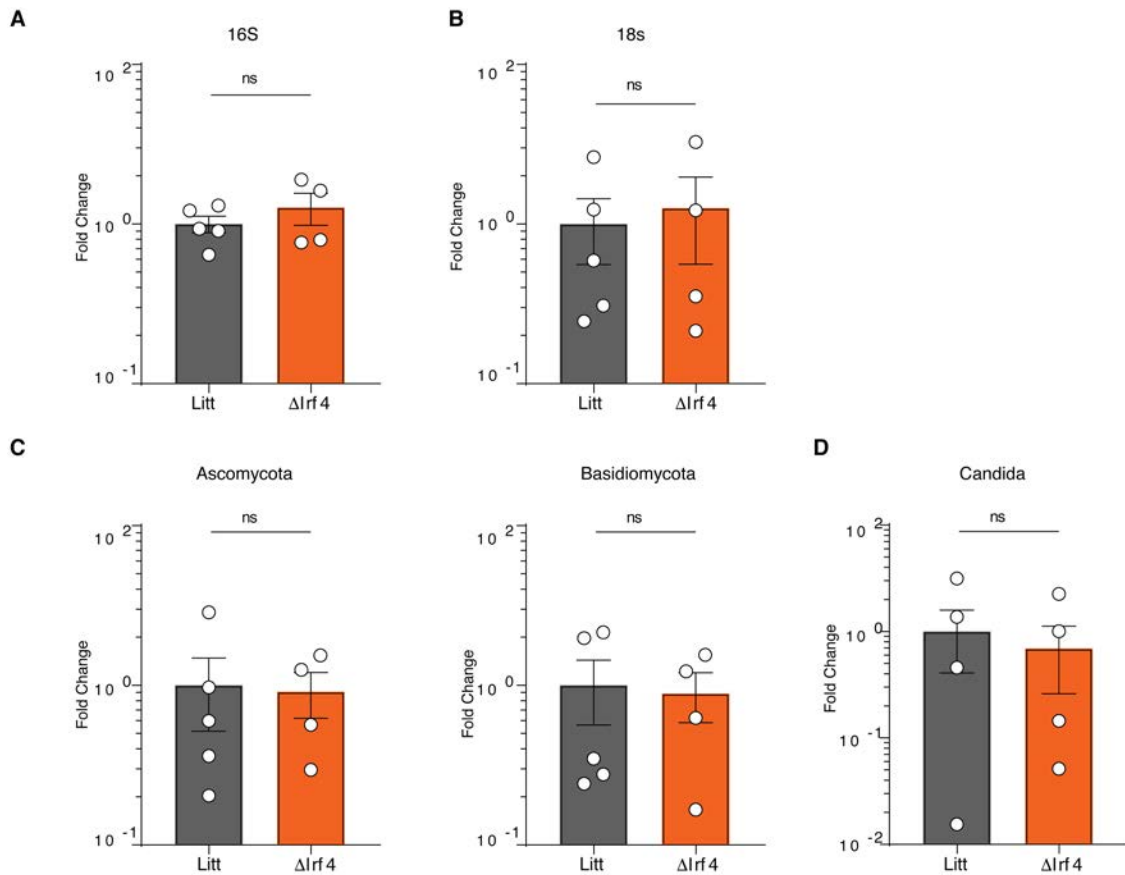 A
16S
10 2
ns
10 0
10 -1
Fold Change
Litt
ΔIrf4
B
18s
10 2
ns
10 0
10 -1
Fold Change
Litt
ΔIrf4
C
Ascomycota
10 2
ns
10 0
10 -1
Fold Change
Litt
ΔIrf4
Basidiomycota
10 2
ns
10 0
10 -1
Fold Change
Litt
ΔIrf4
D
Candida
10 2
ns
10 0
10 -1
10 -2
Fold Change
Litt
ΔIrf4